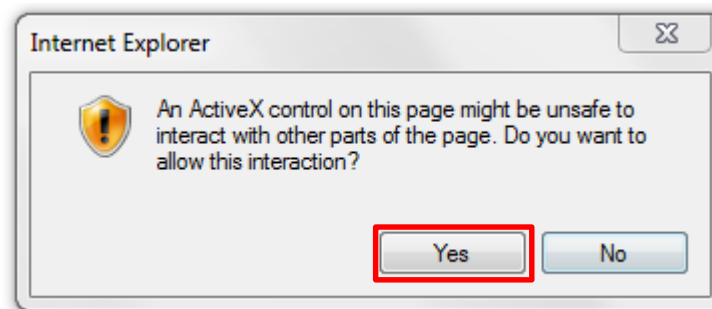 Internet Explorer
An ActiveX control on this page might be unsafe to
interact with other parts of the page. Do you want to
allow this interaction?
Yes
No